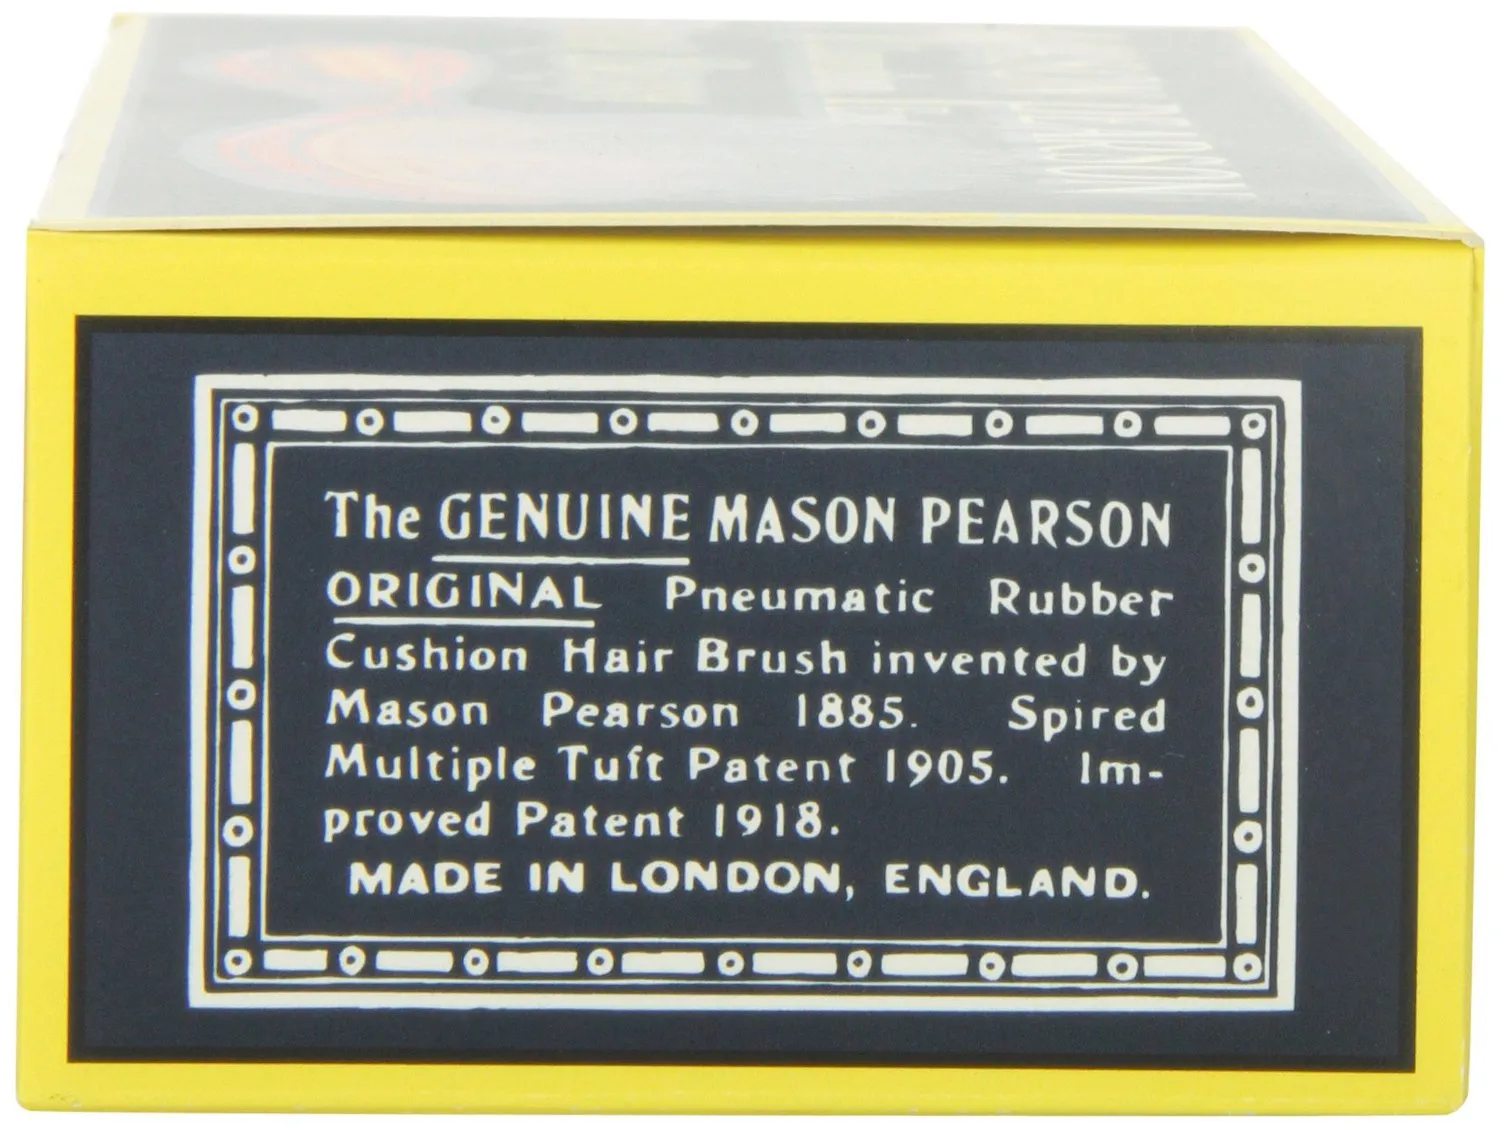 The GENUINE MASON PEARSON
ORIGINAL Pneumatic Rubber
Cushion Hair Brush invented by
Mason Pearson 1885. Spired
Multiple Tuft Patent 1905. Im-
proved Patent 1918.
MADE IN LONDON, ENGLAND.